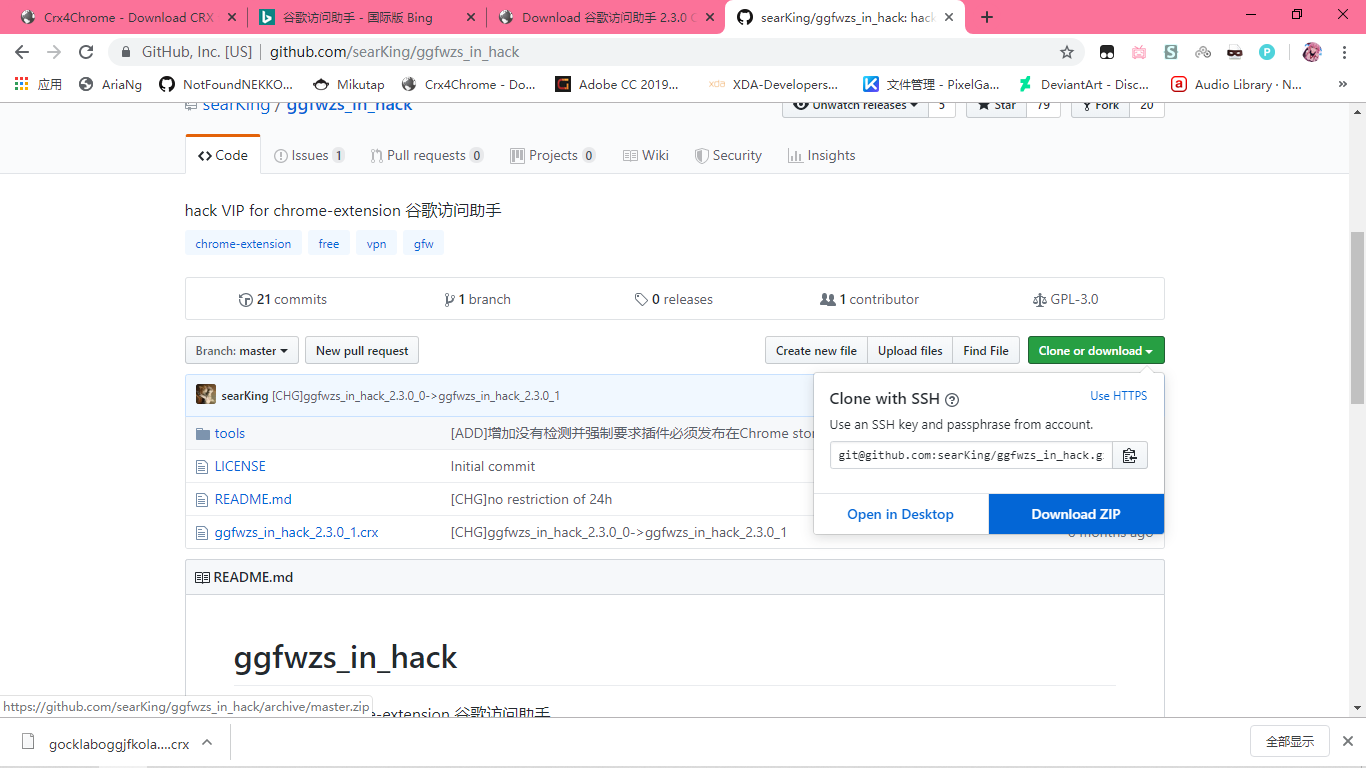 Crx4Chrome - Download CRX
谷歌访问助手 - 国际版 Bing
Download 谷歌访问助手 2.3.0 C
searKing/ggfwzs_in_hack: hack
GitHub, Inc. [US] | github.com/searKing/ggfwzs_in_hack
应用
AriaNg
NotFoundNEKKO...
Mikutap
Crx4Chrome - Do...
Adobe CC 2019...
XDA-Developers...
文件管理 - PixelGa...
DeviantArt - Disc...
Audio Library · N...
searKing / ggfwzs_in_hack
Unwatch releases 5
Star 79
Fork 20
Code
Issues 1
Pull requests 0
Projects 0
Wiki
Security
Insights
hack VIP for chrome-extension 谷歌访问助手
chrome-extension free vpn gfw
21 commits
1 branch
0 releases
1 contributor
GPL-3.0
Branch: master
New pull request
Create new file
Upload files
Find File
Clone or download
searKing [CHG]ggfwzs_in_hack_2.3.0_0->ggfwzs_in_hack_2.3.0_1
tools [ADD]增加没有检测并强制要求插件必须发布在Chrome stor
LICENSE Initial commit
README.md [CHG]no restriction of 24h
ggfwzs_in_hack_2.3.0_1.crx [CHG]ggfwzs_in_hack_2.3.0_0->ggfwzs_in_hack_2.3.0_1 months ago
Clone with SSH
Use HTTPS
Use an SSH key and passphrase from account.
git@github.com:searKing/ggfwzs_in_hack.g
Open in Desktop
Download ZIP
README.md
ggfwzs_in_hack
e-extension 谷歌访问助手
https://github.com/searKing/ggfwzs_in_hack/archive/master.zip
gocklaboggjfkola....crx
全部显示